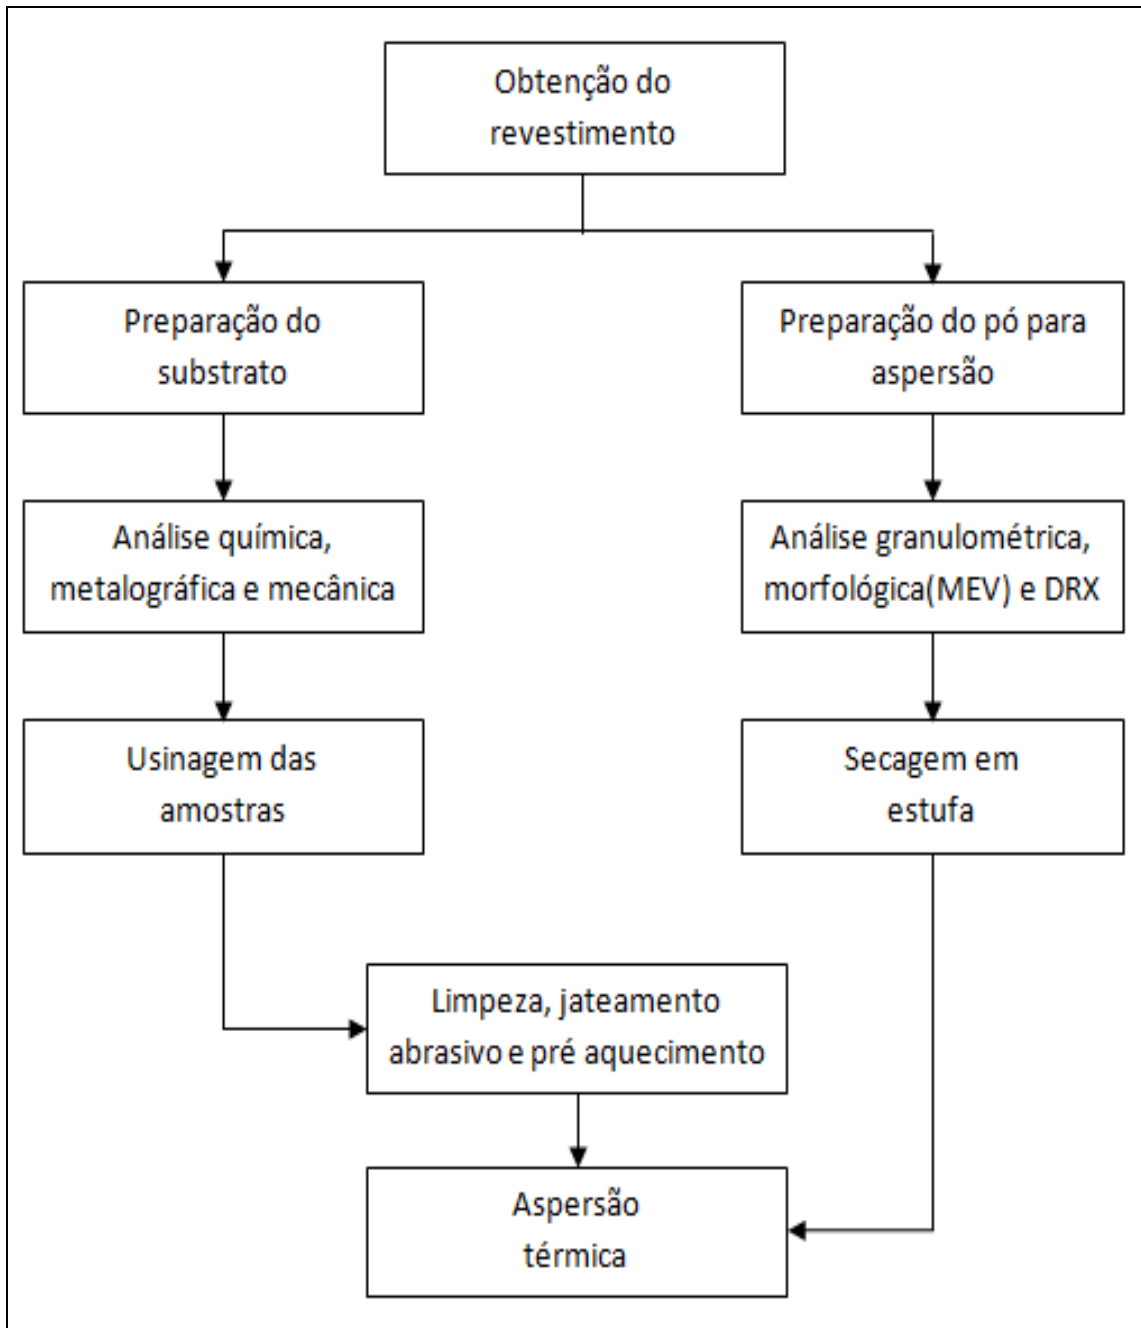 Obtenção do
revestimento
Preparação do
substrato
Preparação do pó para
aspersão
Análise química,
metalográfica e mecânica
Análise granulométrica,
morfológica(MEV) e DRX
Usinagem das
amostras
Secagem em
estufa
Limpeza, jateamento
abrasivo e pré aquecimento
Aspersão
térmica